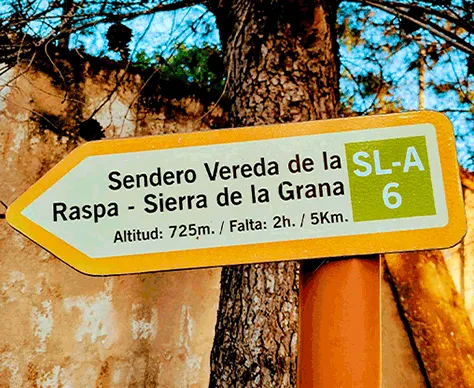 Sendero Vereda de la
Raspa - Sierra de la Grana
Altitud: 725m. / Falta: 2h. / 5Km.
SL-A
6